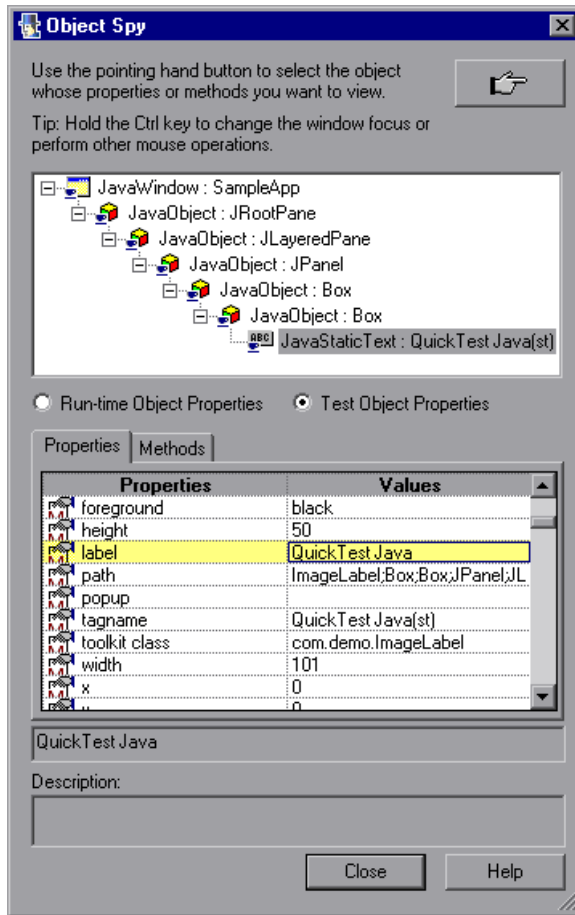 Object Spy
Use the pointing hand button to select the object
whose properties or methods you want to view.
Tip: Hold the Ctrl key to change the window focus or
perform other mouse operations.
JavaWindow : SampleApp
JavaObject : JRootPane
JavaObject : JLayeredPane
JavaObject : JPanel
JavaObject : Box
JavaObject : Box
ABC JavaStaticText : QuickTest Java(st)
Run-time Object Properties Test Object Properties
Properties Methods
Properties Values
foreground black
height 50
label QuickTest Java
path ImageLabel;Box;Box;JPanel;JL
popup
tagname QuickTest Java(st)
toolkit class com.demo.ImageLabel
width 101
x 0
QuickTest Java
Description:
Close Help